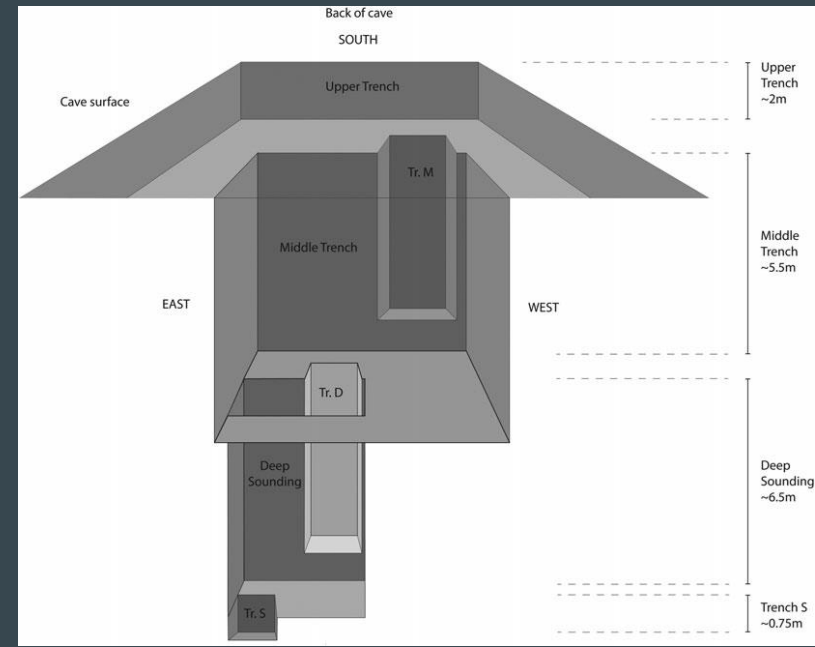 Back of cave
SOUTH
Upper Trench
Cave surface
Upper
Trench
~2m
Tr. M
Middle Trench
Middle
Trench
~5.5m
EAST
WEST
Tr. D
Deep
Sounding
Deep
Sounding
~6.5m
Tr. S
Trench S
~0.75m